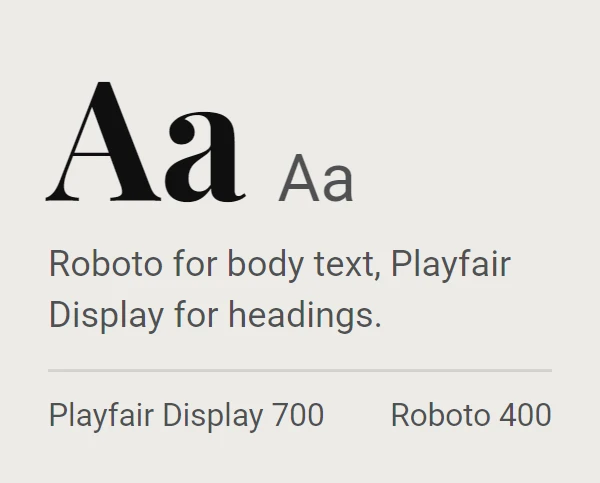 Aa Aa
Roboto for body text, Playfair
Display for headings.
Playfair Display 700 Roboto 400